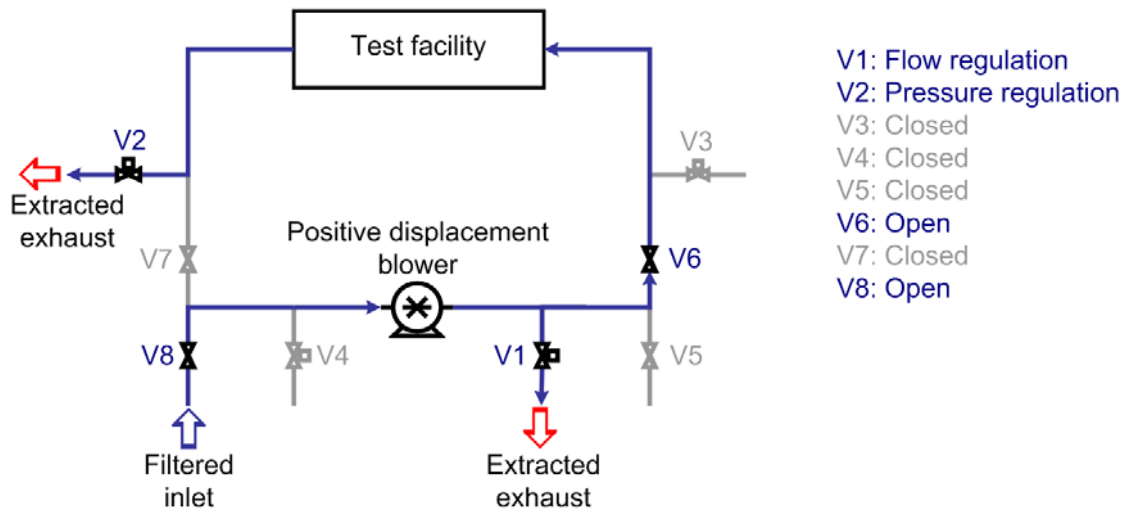 Test facility
V1: Flow regulation
V2: Pressure regulation
V3: Closed
V4: Closed
V5: Closed
V6: Open
V7: Closed
V8: Open
V2
V3
Extracted
exhaust
Positive displacement
blower
V7
V6
V8
V4
V1
V5
Filtered
inlet
Extracted
exhaust